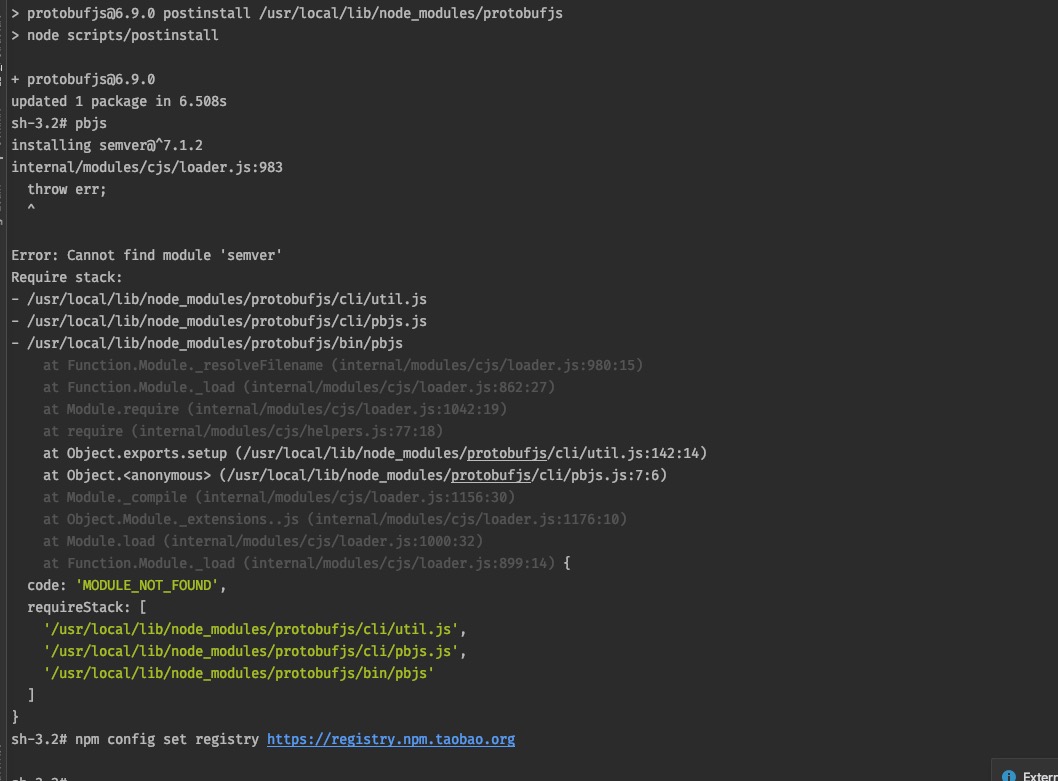 > protobufjs@6.9.0 postinstall /usr/local/lib/node_modules/protobufjs
> node scripts/postinstall
+ protobufjs@6.9.0
updated 1 package in 6.508s
sh-3.2# pbjs
installing semver@^7.1.2
internal/modules/cjs/loader.js:983
  throw err;
  ^
Error: Cannot find module 'semver'
Require stack:
- /usr/local/lib/node_modules/protobufjs/cli/util.js
- /usr/local/lib/node_modules/protobufjs/cli/pbjs.js
- /usr/local/lib/node_modules/protobufjs/bin/pbjs
    at Function.Module._resolveFilename (internal/modules/cjs/loader.js:980:15)
    at Function.Module._load (internal/modules/cjs/loader.js:862:27)
    at Module.require (internal/modules/cjs/loader.js:1042:19)
    at require (internal/modules/cjs/helpers.js:77:18)
    at Object.exports.setup (/usr/local/lib/node_modules/protobufjs/cli/util.js:142:14)
    at Object.<anonymous> (/usr/local/lib/node_modules/protobufjs/cli/pbjs.js:7:6)
    at Module._compile (internal/modules/cjs/loader.js:1156:30)
    at Object.Module._extensions..js (internal/modules/cjs/loader.js:1176:10)
    at Module.load (internal/modules/cjs/loader.js:1000:32)
    at Function.Module._load (internal/modules/cjs/loader.js:899:14) {
  code: 'MODULE_NOT_FOUND',
  requireStack: [
    '/usr/local/lib/node_modules/protobufjs/cli/util.js',
    '/usr/local/lib/node_modules/protobufjs/cli/pbjs.js',
    '/usr/local/lib/node_modules/protobufjs/bin/pbjs'
  ]
}
sh-3.2# npm config set registry https://registry.npm.taobao.org